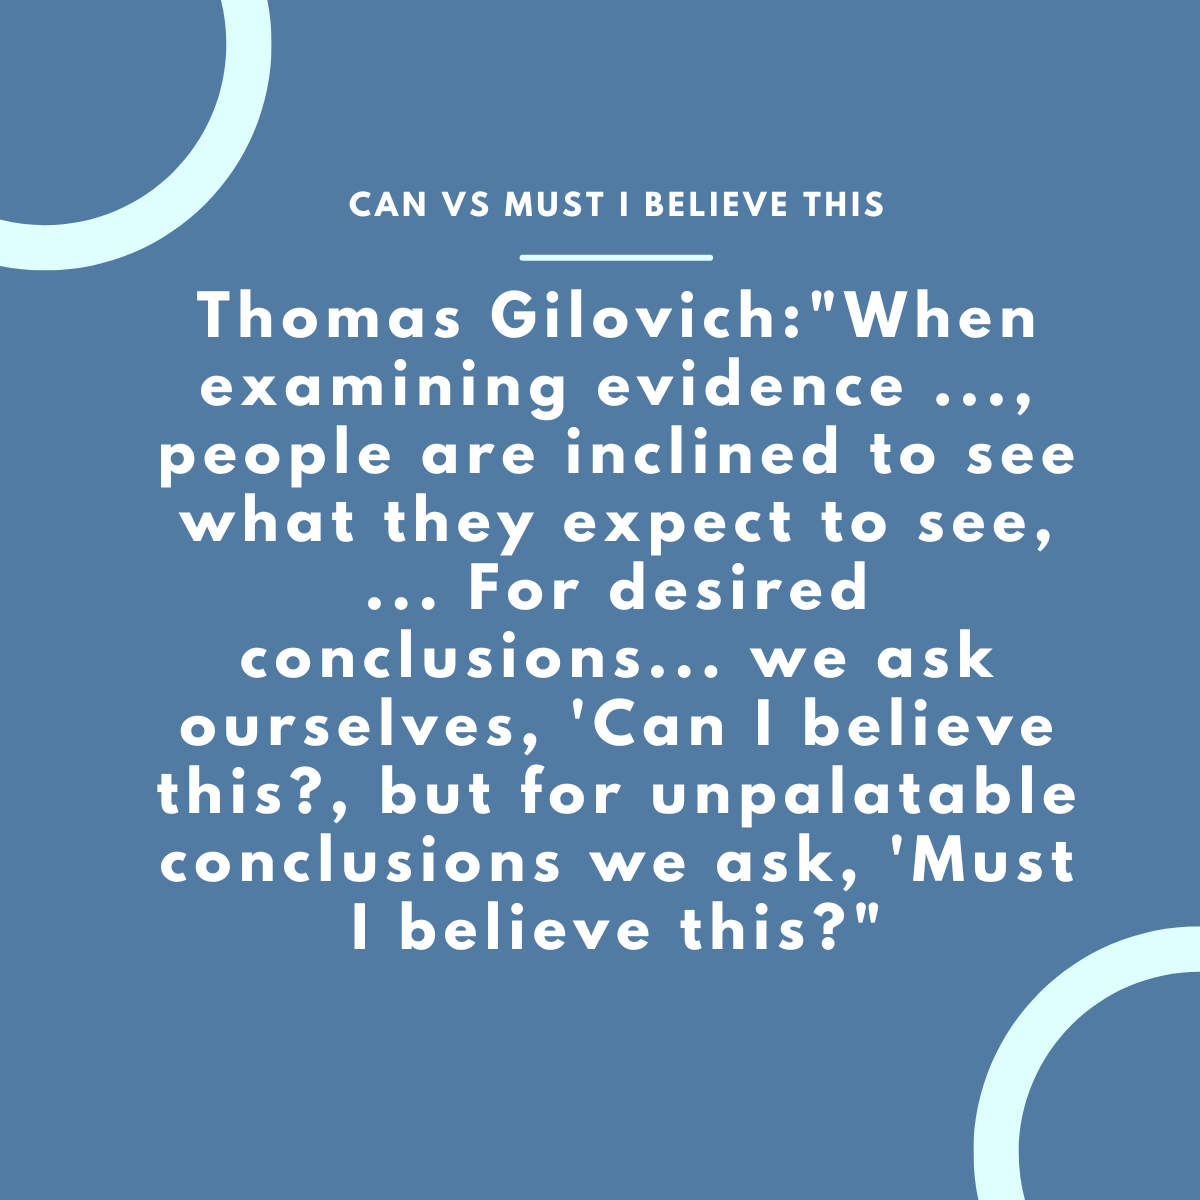 CAN VS MUST I BELIEVE THIS
Thomas Gilovich:"When
examining evidence ...,
people are inclined to see
what they expect to see,
... For desired
conclusions... we ask
ourselves, 'Can I believe
this?, but for unpalatable
conclusions we ask, 'Must
I believe this?"